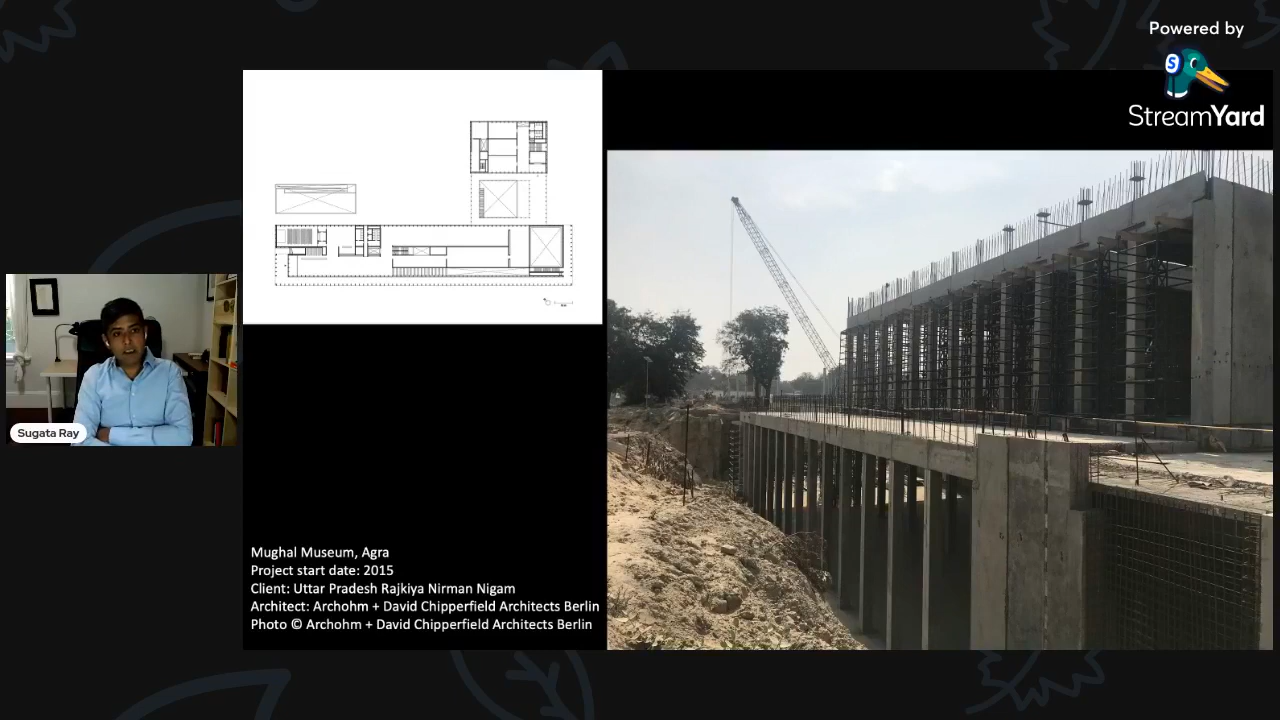 Powered by
StreamYard
Sugata Ray
Mughal Museum, Agra
Project start date: 2015
Client: Uttar Pradesh Rajkiya Nirman Nigam
Architect: Archohm + David Chipperfield Architects Berlin
Photo © Archohm + David Chipperfield Architects Berlin